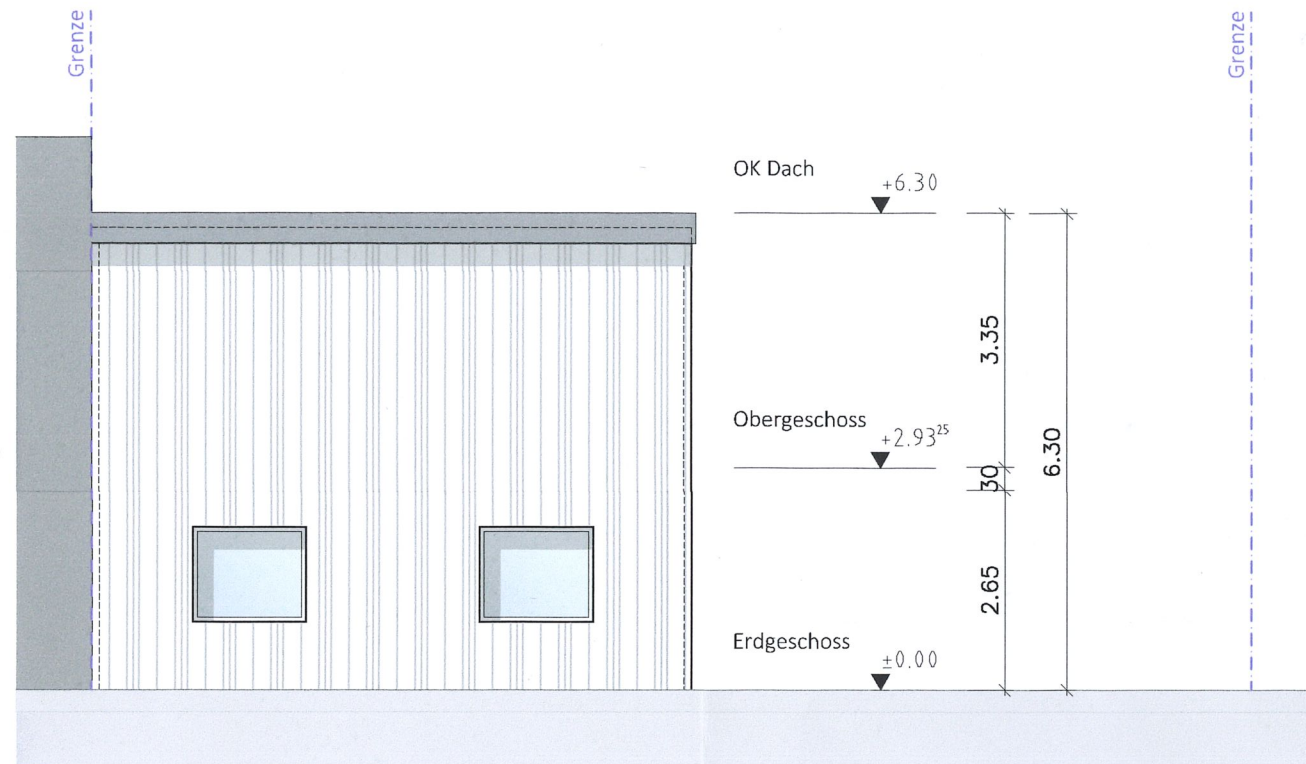 Grenze
Grenze
OK Dach
+6.30
3.35
Obergeschoss
+2.93²⁵
30
6.30
2.65
Erdgeschoss
±0.00